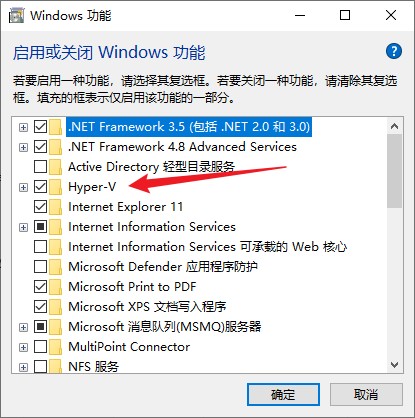 Windows 功能
启用或关闭 Windows 功能
若要启用一种功能，请选择其复选框。若要关闭一种功能，请清除其复选
框。填充的框表示仅启用该功能的一部分。
.NET Framework 3.5 (包括 .NET 2.0 和 3.0)
.NET Framework 4.8 Advanced Services
Active Directory 轻型目录服务
Hyper-V
Internet Explorer 11
Internet Information Services
Internet Information Services 可承载的 Web 核心
Microsoft Defender 应用程序防护
Microsoft Print to PDF
Microsoft XPS 文档写入程序
Microsoft 消息队列(MSMQ)服务器
MultiPoint Connector
NFS 服务
确定
取消